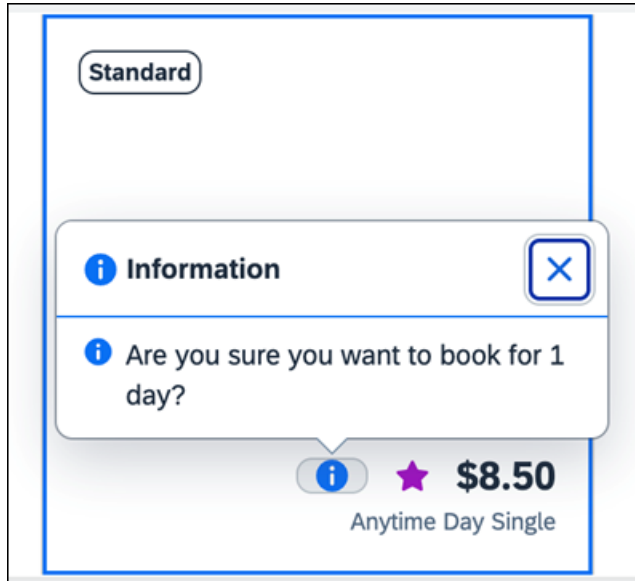 Standard
Information
Are you sure you want to book for 1
day?
$8.50
Anytime Day Single